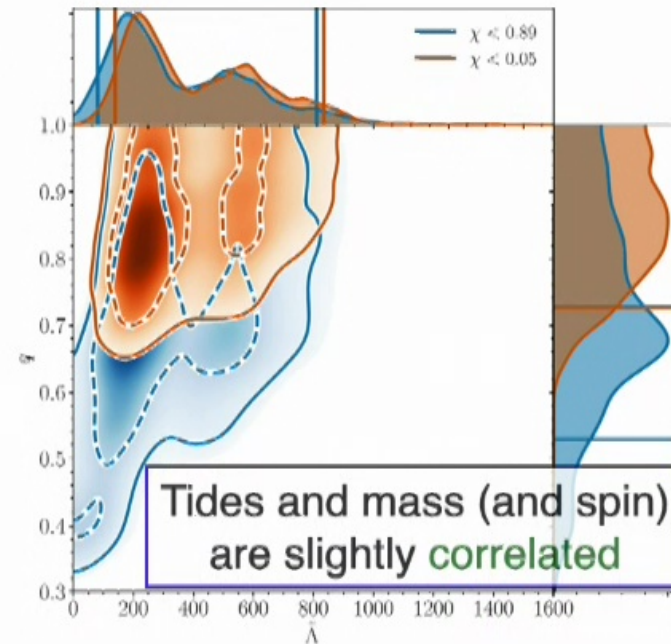 χ < 0.89
χ < 0.05
1.0
0.9
0.8
0.7
q
0.6
0.5
0.4
0.3
Tides and mass (and spin)
are slightly correlated
0 200 400 600 800 1000 1200 1400 1600
Λ̃